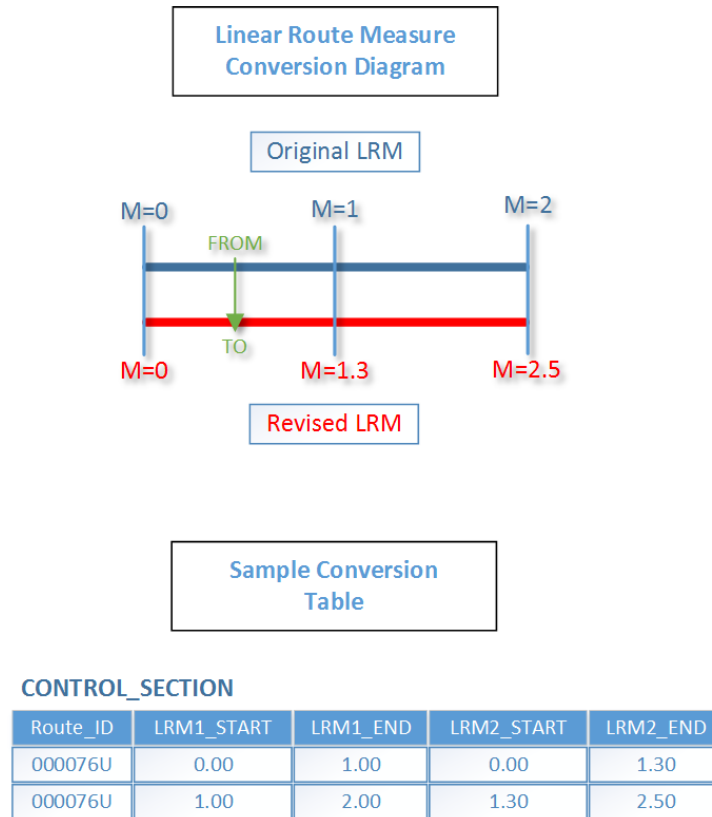 Linear Route Measure
Conversion Diagram
Original LRM
M=0 M=1 M=2
FROM
TO
M=0 M=1.3 M=2.5
Revised LRM
Sample Conversion
Table
CONTROL_SECTION
Route_ID LRM1_START LRM1_END LRM2_START LRM2_END
000076U 0.00 1.00 0.00 1.30
000076U 1.00 2.00 1.30 2.50